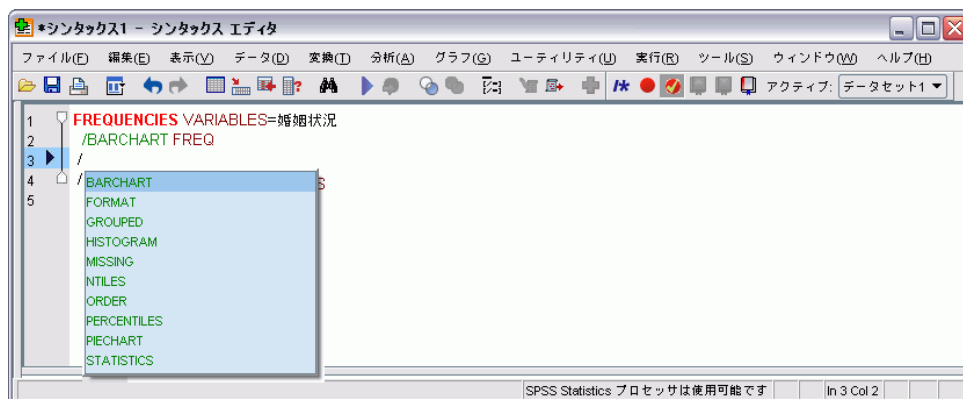 *シンタックス1 - シンタックス エディタ
ファイル(F) 編集(E) 表示(V) データ(D) 変換(T) 分析(A) グラフ(G) ユーティリティ(U) 実行(R) ツール(S) ウィンドウ(W) ヘルプ(H)
アクティブ: データセット1
1 FREQUENCIES VARIABLES=婚姻状況
2 /BARCHART FREQ
3 /
4 / S
5
BARCHART
FORMAT
GROUPED
HISTOGRAM
MISSING
NTILES
ORDER
PERCENTILES
PIECHART
STATISTICS
SPSS Statistics プロセッサは使用可能です In 3 Col 2